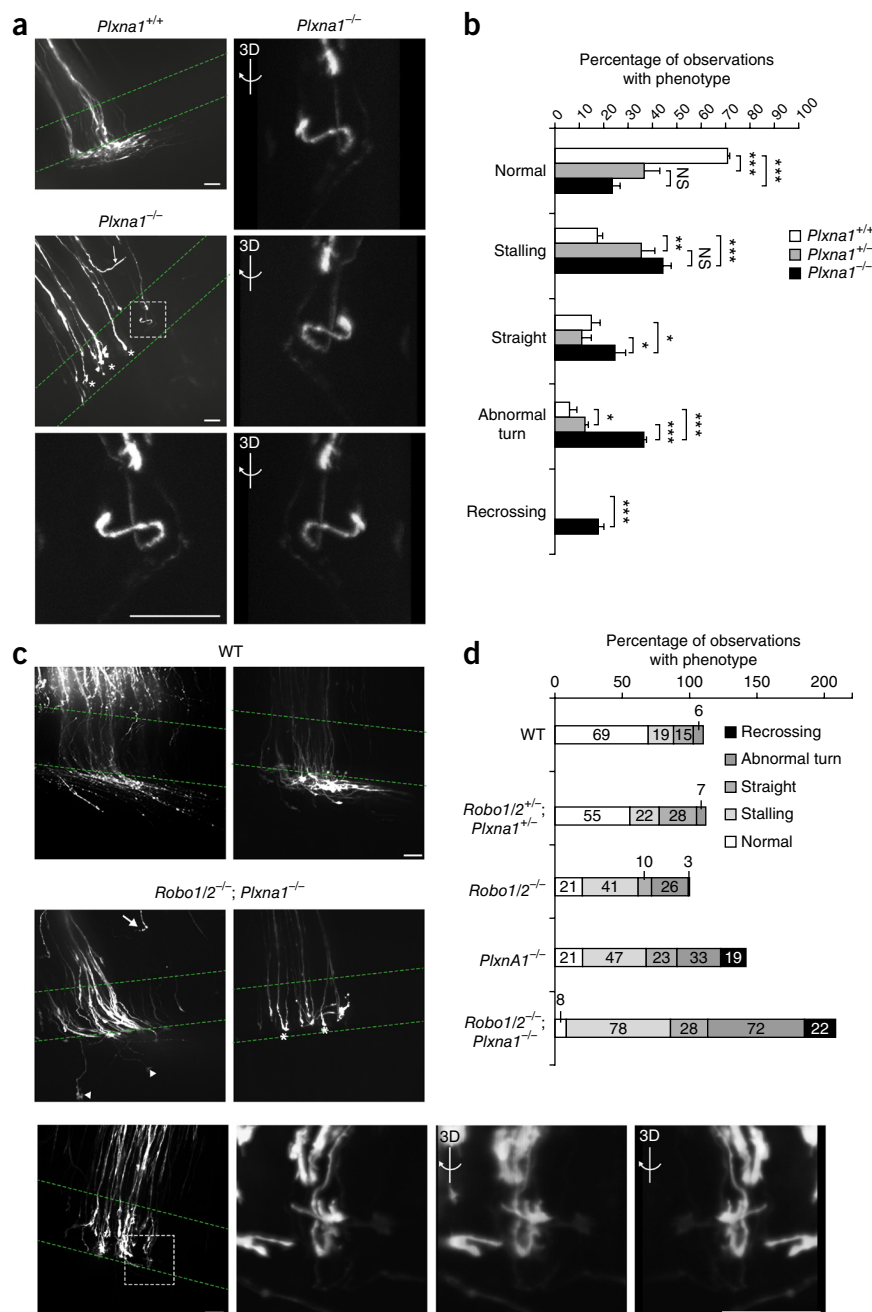 a
Plxna1+/+
Plxna1−/−
3D
Plxna1−/−
*
*
*
3D
3D
b
Percentage of observations
with phenotype
0 10 20 30 40 50 60 70 80 90 100
Normal
***
***
NS
Stalling
**
***
NS
Straight
*
*
Abnormal
turn
*
***
***
Recrossing
***
Plxna1+/+
Plxna1+/−
Plxna1−/−
c
WT
Robo1/2−/−; Plxna1−/−
*
*
3D
3D
d
Percentage of observations
with phenotype
0 50 100 150 200
WT
69 19 15 6
Robo1/2+/−;
Plxna1+/−
55 22 28 7
Robo1/2−/−
21 41 10 26 3
PlxnA1−/−
21 47 23 33 19
Robo1/2−/−;
Plxna1−/−
8 78 28 72 22
Recrossing
Abnormal turn
Straight
Stalling
Normal